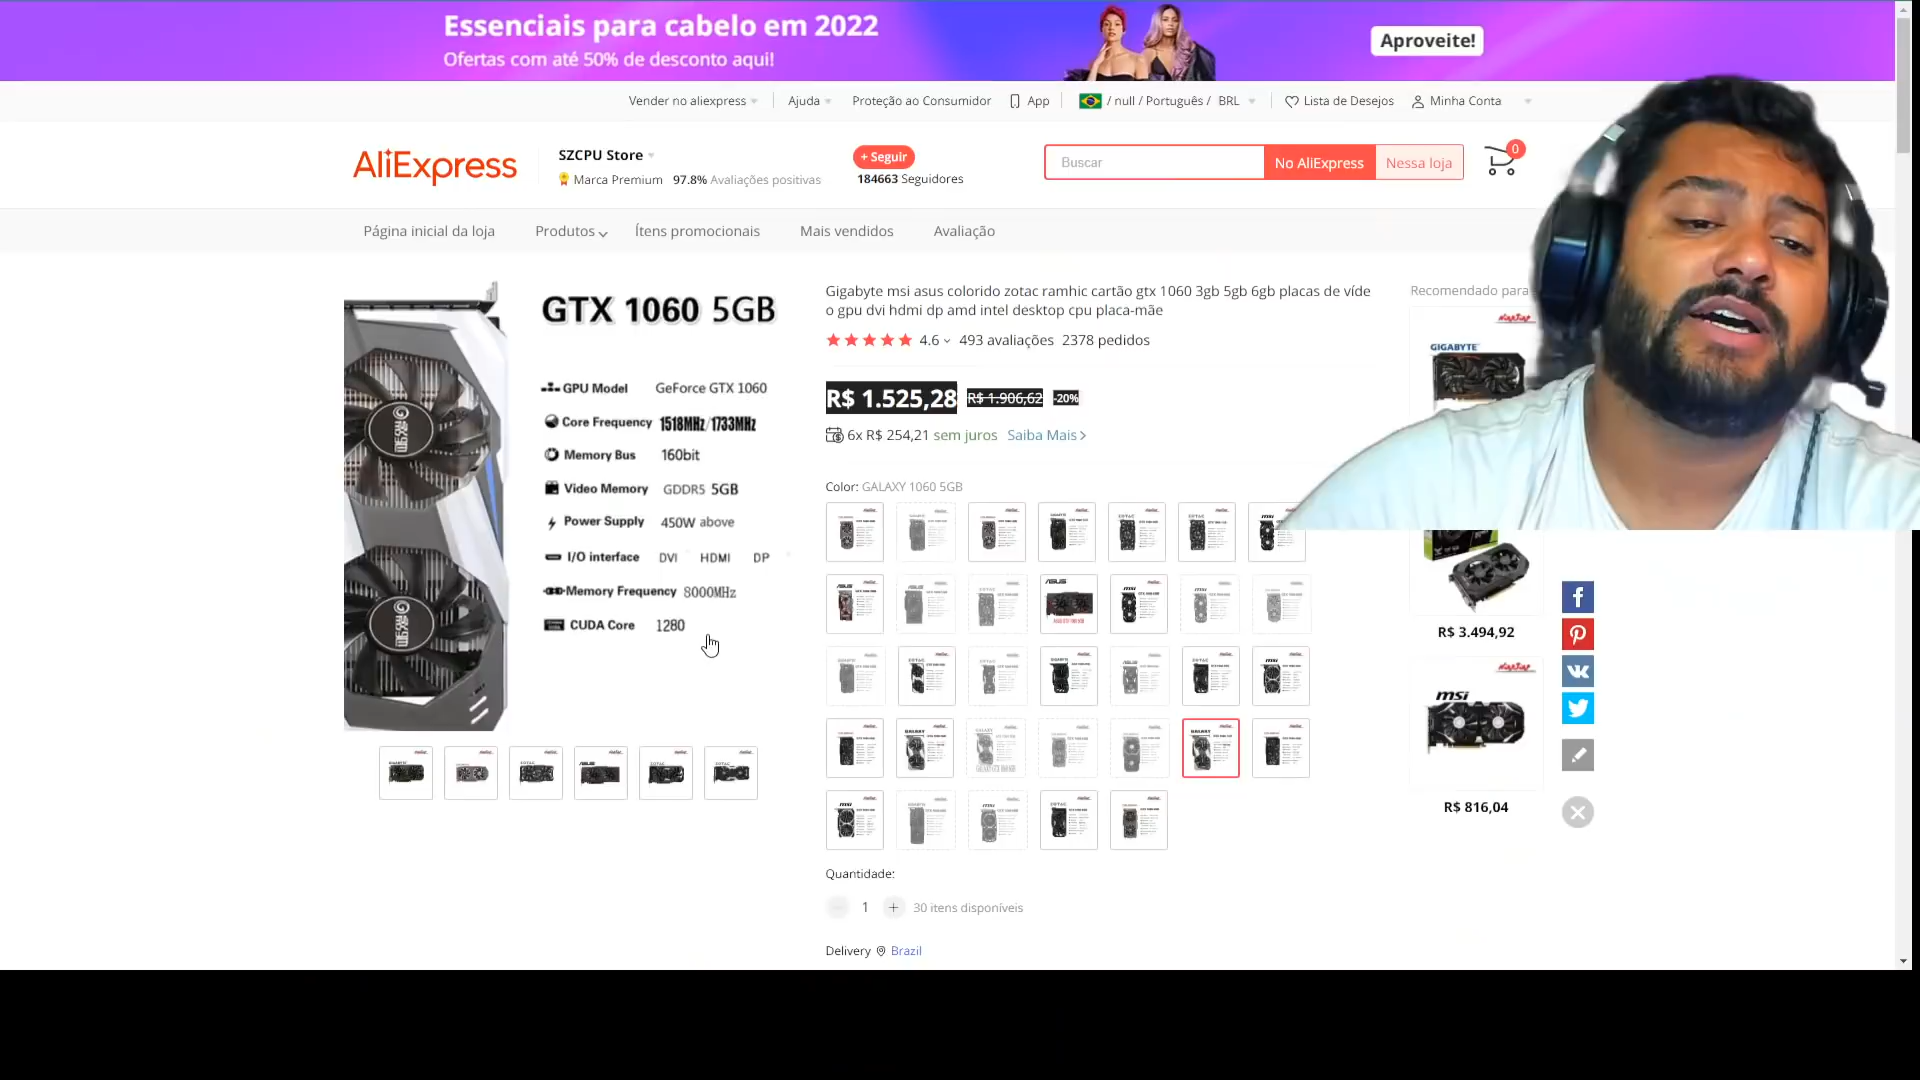 Essenciais para cabelo em 2022
Ofertas com até 50% de desconto aqui!
Aproveite!
Vender no aliexpress
Ajuda
Proteção ao Consumidor
App
/ null / Português / BRL
Lista de Desejos
Minha Conta
AliExpress
SZCPU Store
Marca Premium 97.8% Avaliações positivas
+ Seguir
184663 Seguidores
Buscar
No AliExpress
Nessa loja
0
Página inicial da loja
Produtos
Ítens promocionais
Mais vendidos
Avaliação
GTX 1060 5GB
GPU Model GeForce GTX 1060
Core Frequency 1518MHz/1733MHz
Memory Bus 160bit
Video Memory GDDR5 5GB
Power Supply 450W above
I/O interface DVI HDMI DP
Memory Frequency 8000MHz
CUDA Core 1280
Gigabyte msi asus colorido zotac ramhic cartão gtx 1060 3gb 5gb 6gb placas de víde
o gpu dvi hdmi dp amd intel desktop cpu placa-mãe
4.6 493 avaliações 2378 pedidos
R$ 1.525,28 R$ 1.906,62 -20%
6x R$ 254,21 sem juros Saiba Mais
Color: GALAXY 1060 5GB
Quantidade:
1 + 30 itens disponíveis
Delivery Brazil
Recomendado para
GIGABYTE
R$ 3.494,92
msi
R$ 816,04